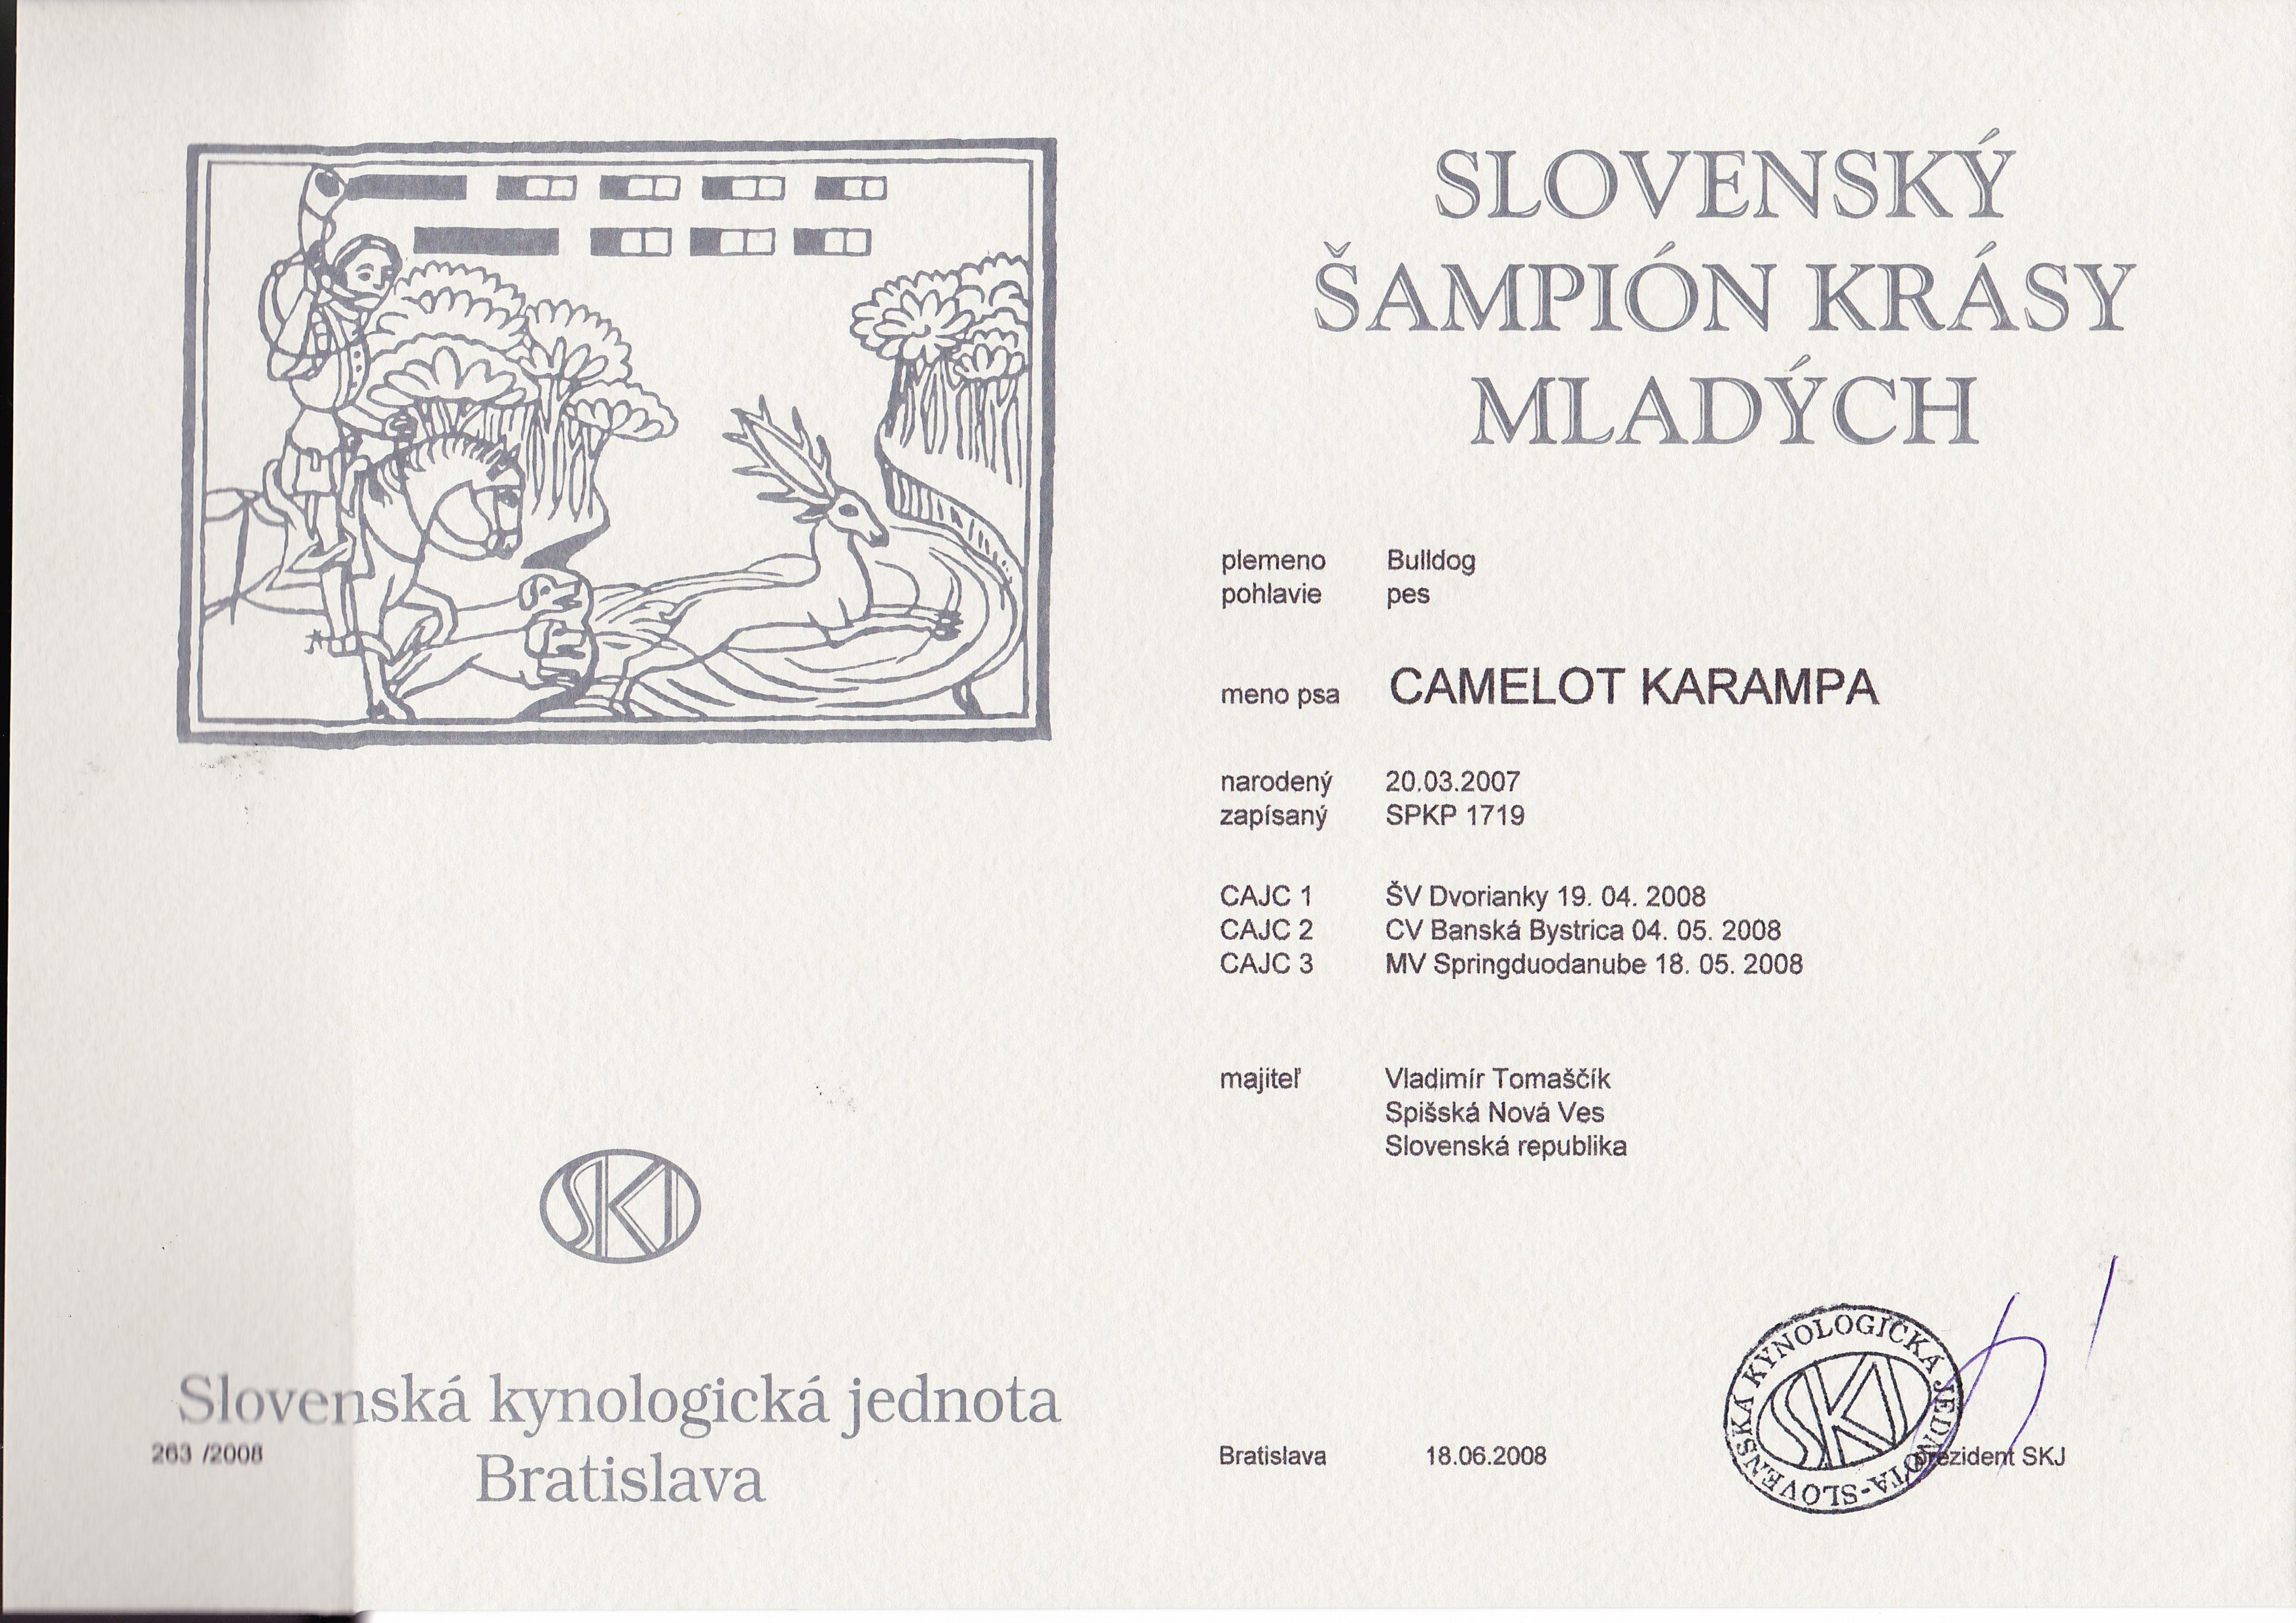 SLOVENSKÝ
ŠAMPIÓN KRÁSY
MLADÝCH
plemeno Bulldog
pohlavie pes
meno psa CAMELOT KARAMPA
narodený 20.03.2007
zapísaný SPKP 1719
CAJC 1 ŠV Dvorianky 19. 04. 2008
CAJC 2 CV Banská Bystrica 04. 05. 2008
CAJC 3 MV Springduodanube 18. 05. 2008
majiteľ Vladimír Tomaščík
Spišská Nová Ves
Slovenská republika
SKJ
Slovenská kynologická jednota
263 /2008
Bratislava
Bratislava 18.06.2008 prezident SKJ
SLOVENSKÁ KYNOLOGICKÁ JEDNOTA-
SKJ